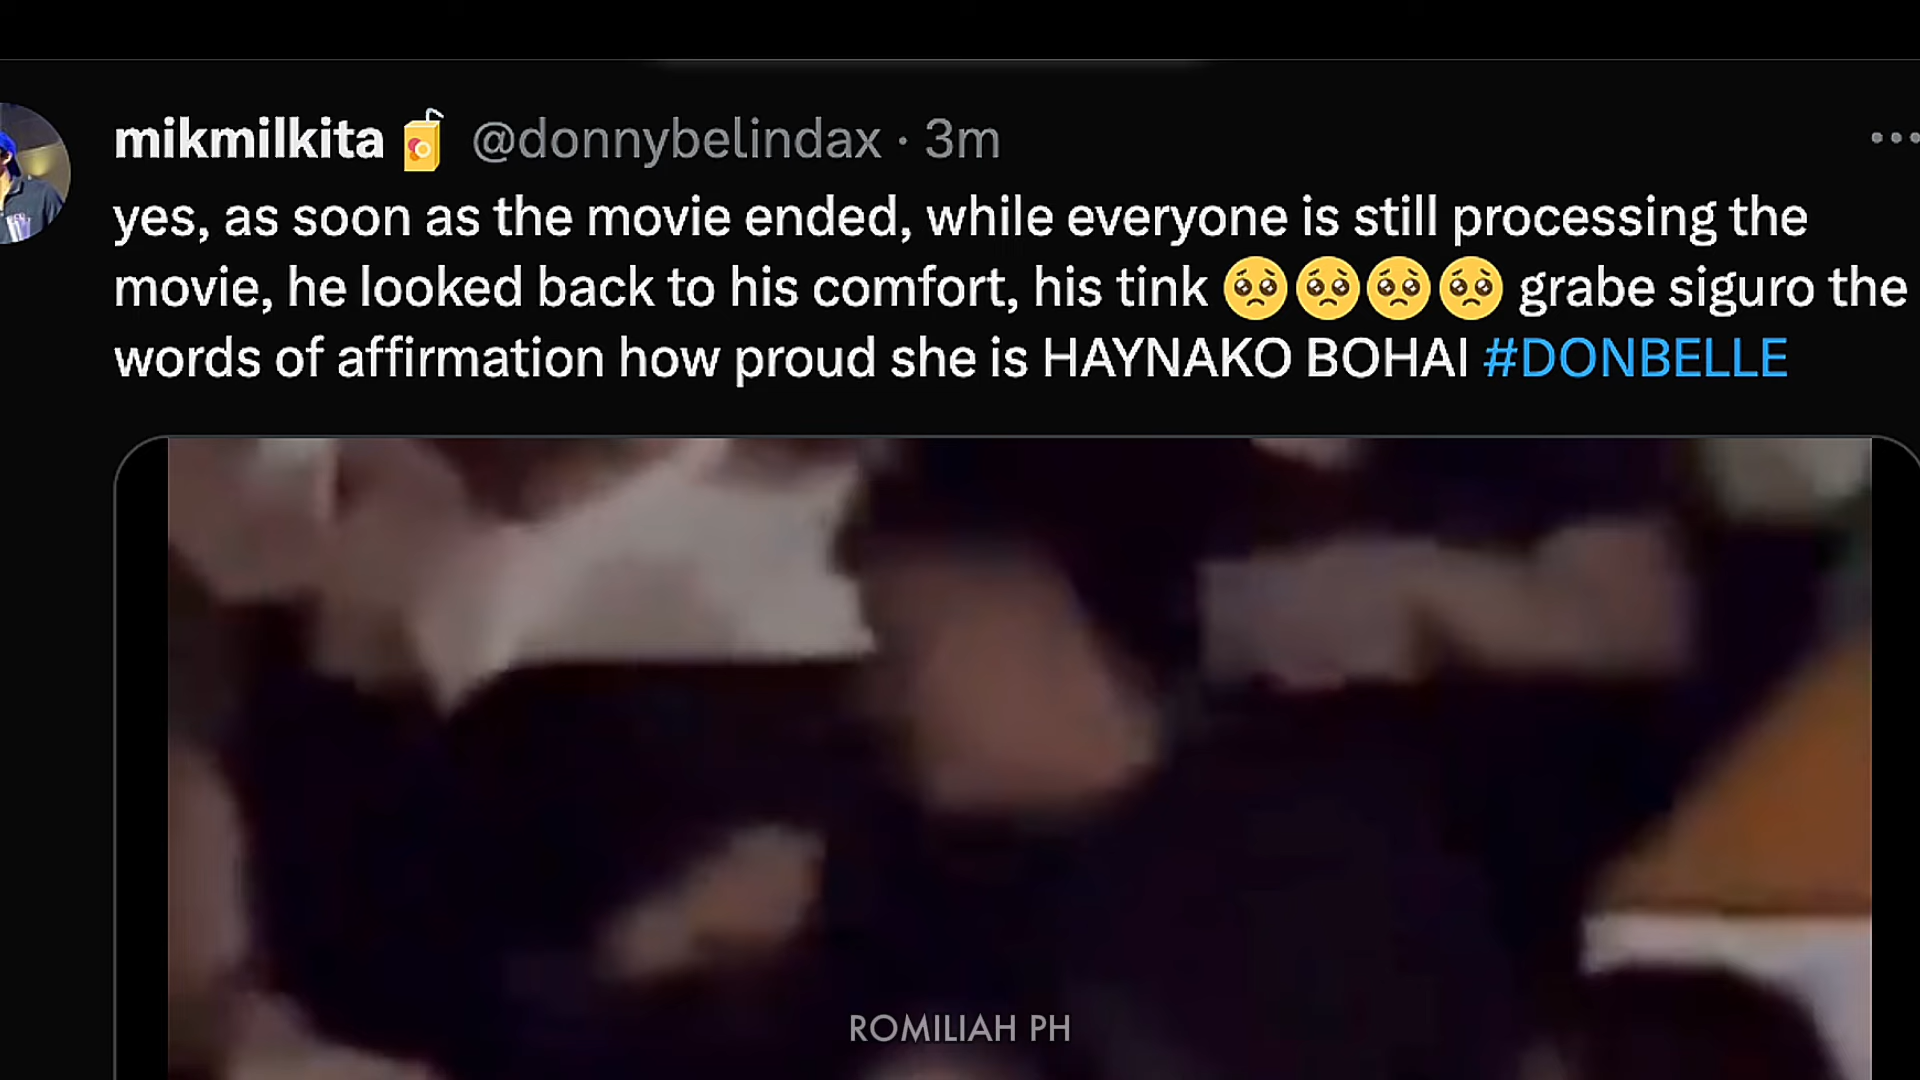 mikmilkita🧃 @donnybelindax · 3m
yes, as soon as the movie ended, while everyone is still processing the
movie, he looked back to his comfort, his tink 🥺🥺🥺🥺 grabe siguro the
words of affirmation how proud she is HAYNAKO BOHAI #DONBELLE
ROMILIAH PH